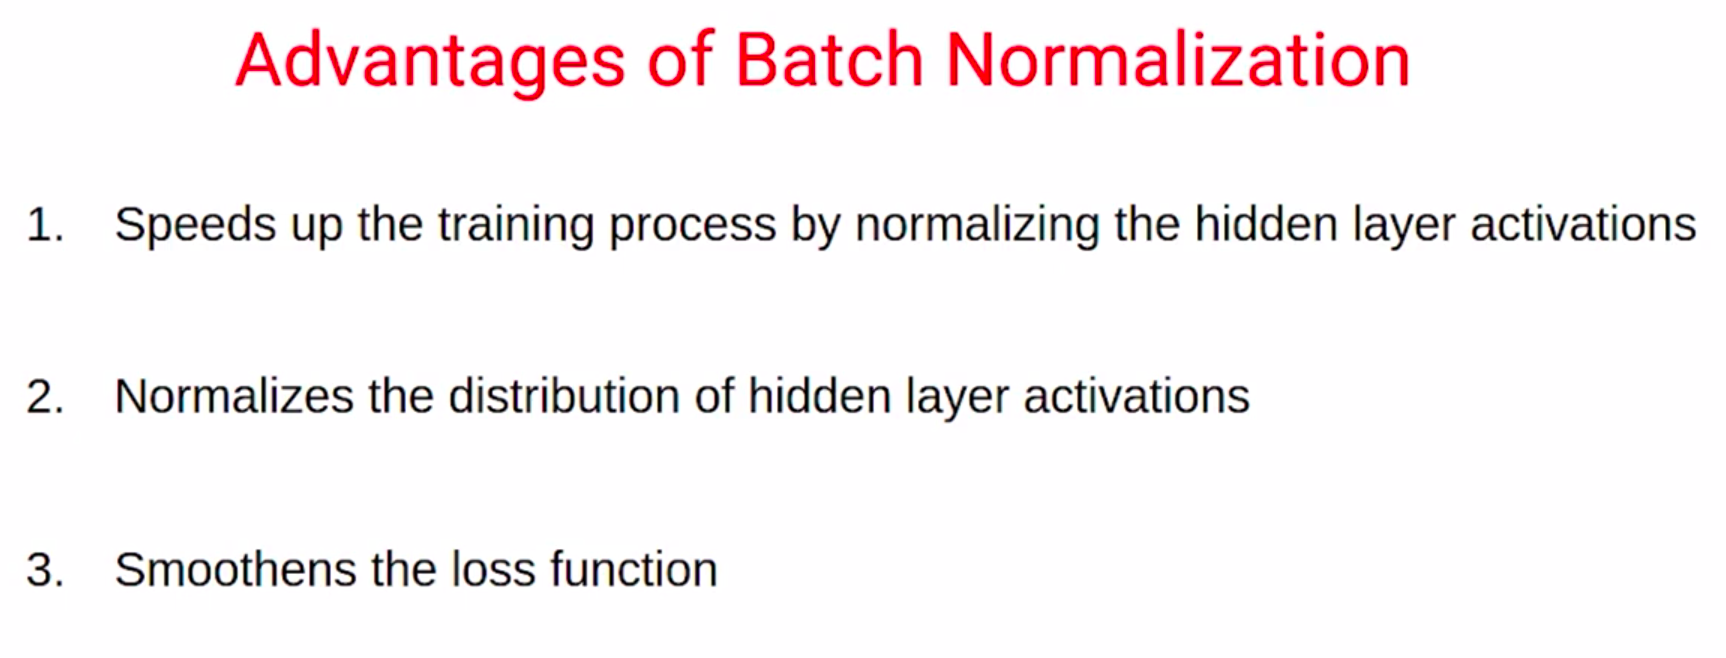 Advantages of Batch Normalization
1. Speeds up the training process by normalizing the hidden layer activations
2. Normalizes the distribution of hidden layer activations
3. Smoothens the loss function